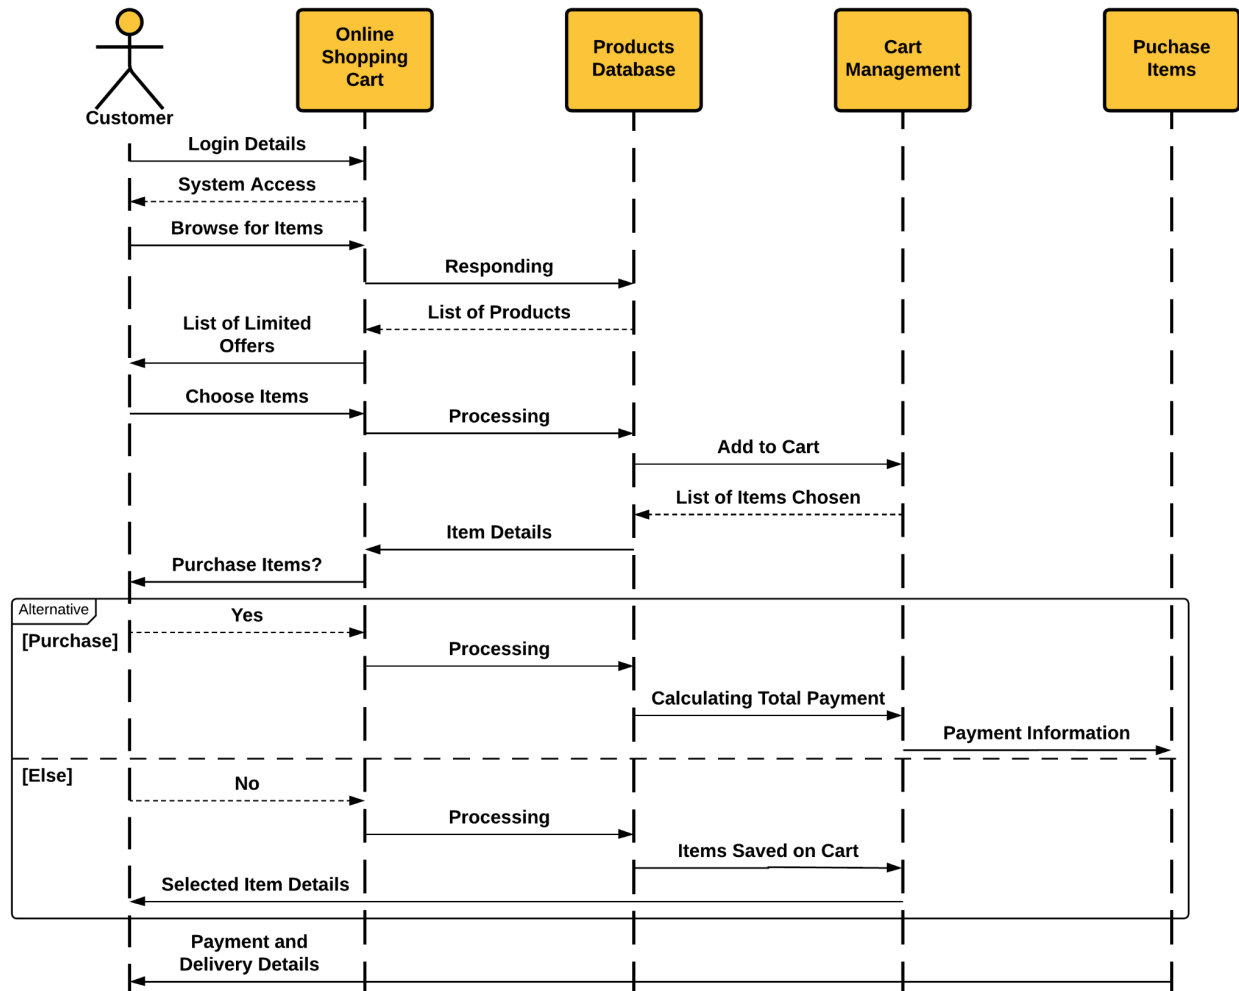 Online
Shopping
Cart
Products
Database
Cart
Management
Puchase
Items
Customer
Login Details
System Access
Browse for Items
Responding
List of Products
List of Limited
Offers
Choose Items
Processing
Add to Cart
List of Items Chosen
Item Details
Purchase Items?
Alternative
Yes
[Purchase]
Processing
Calculating Total Payment
Payment Information
[Else]
No
Processing
Items Saved on Cart
Selected Item Details
Payment and
Delivery Details